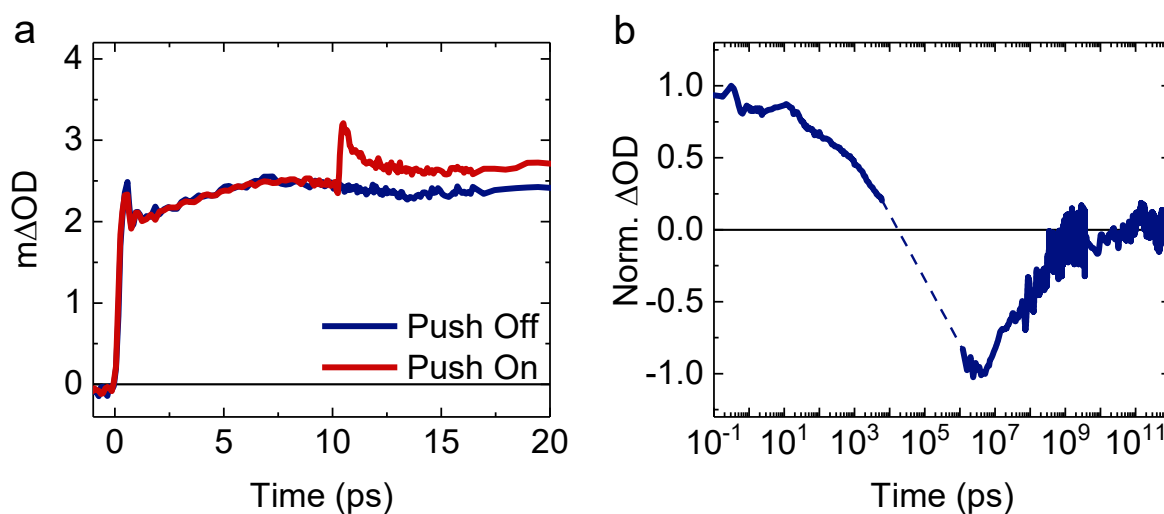 a
mΔOD
4
3
2
1
0
0
5
10
15
20
Time (ps)
Push Off
Push On
b
Norm. ΔOD
1.0
0.5
0.0
-0.5
-1.0
10⁻¹ 10¹ 10³ 10⁵ 10⁷ 10⁹ 10¹¹
Time (ps)